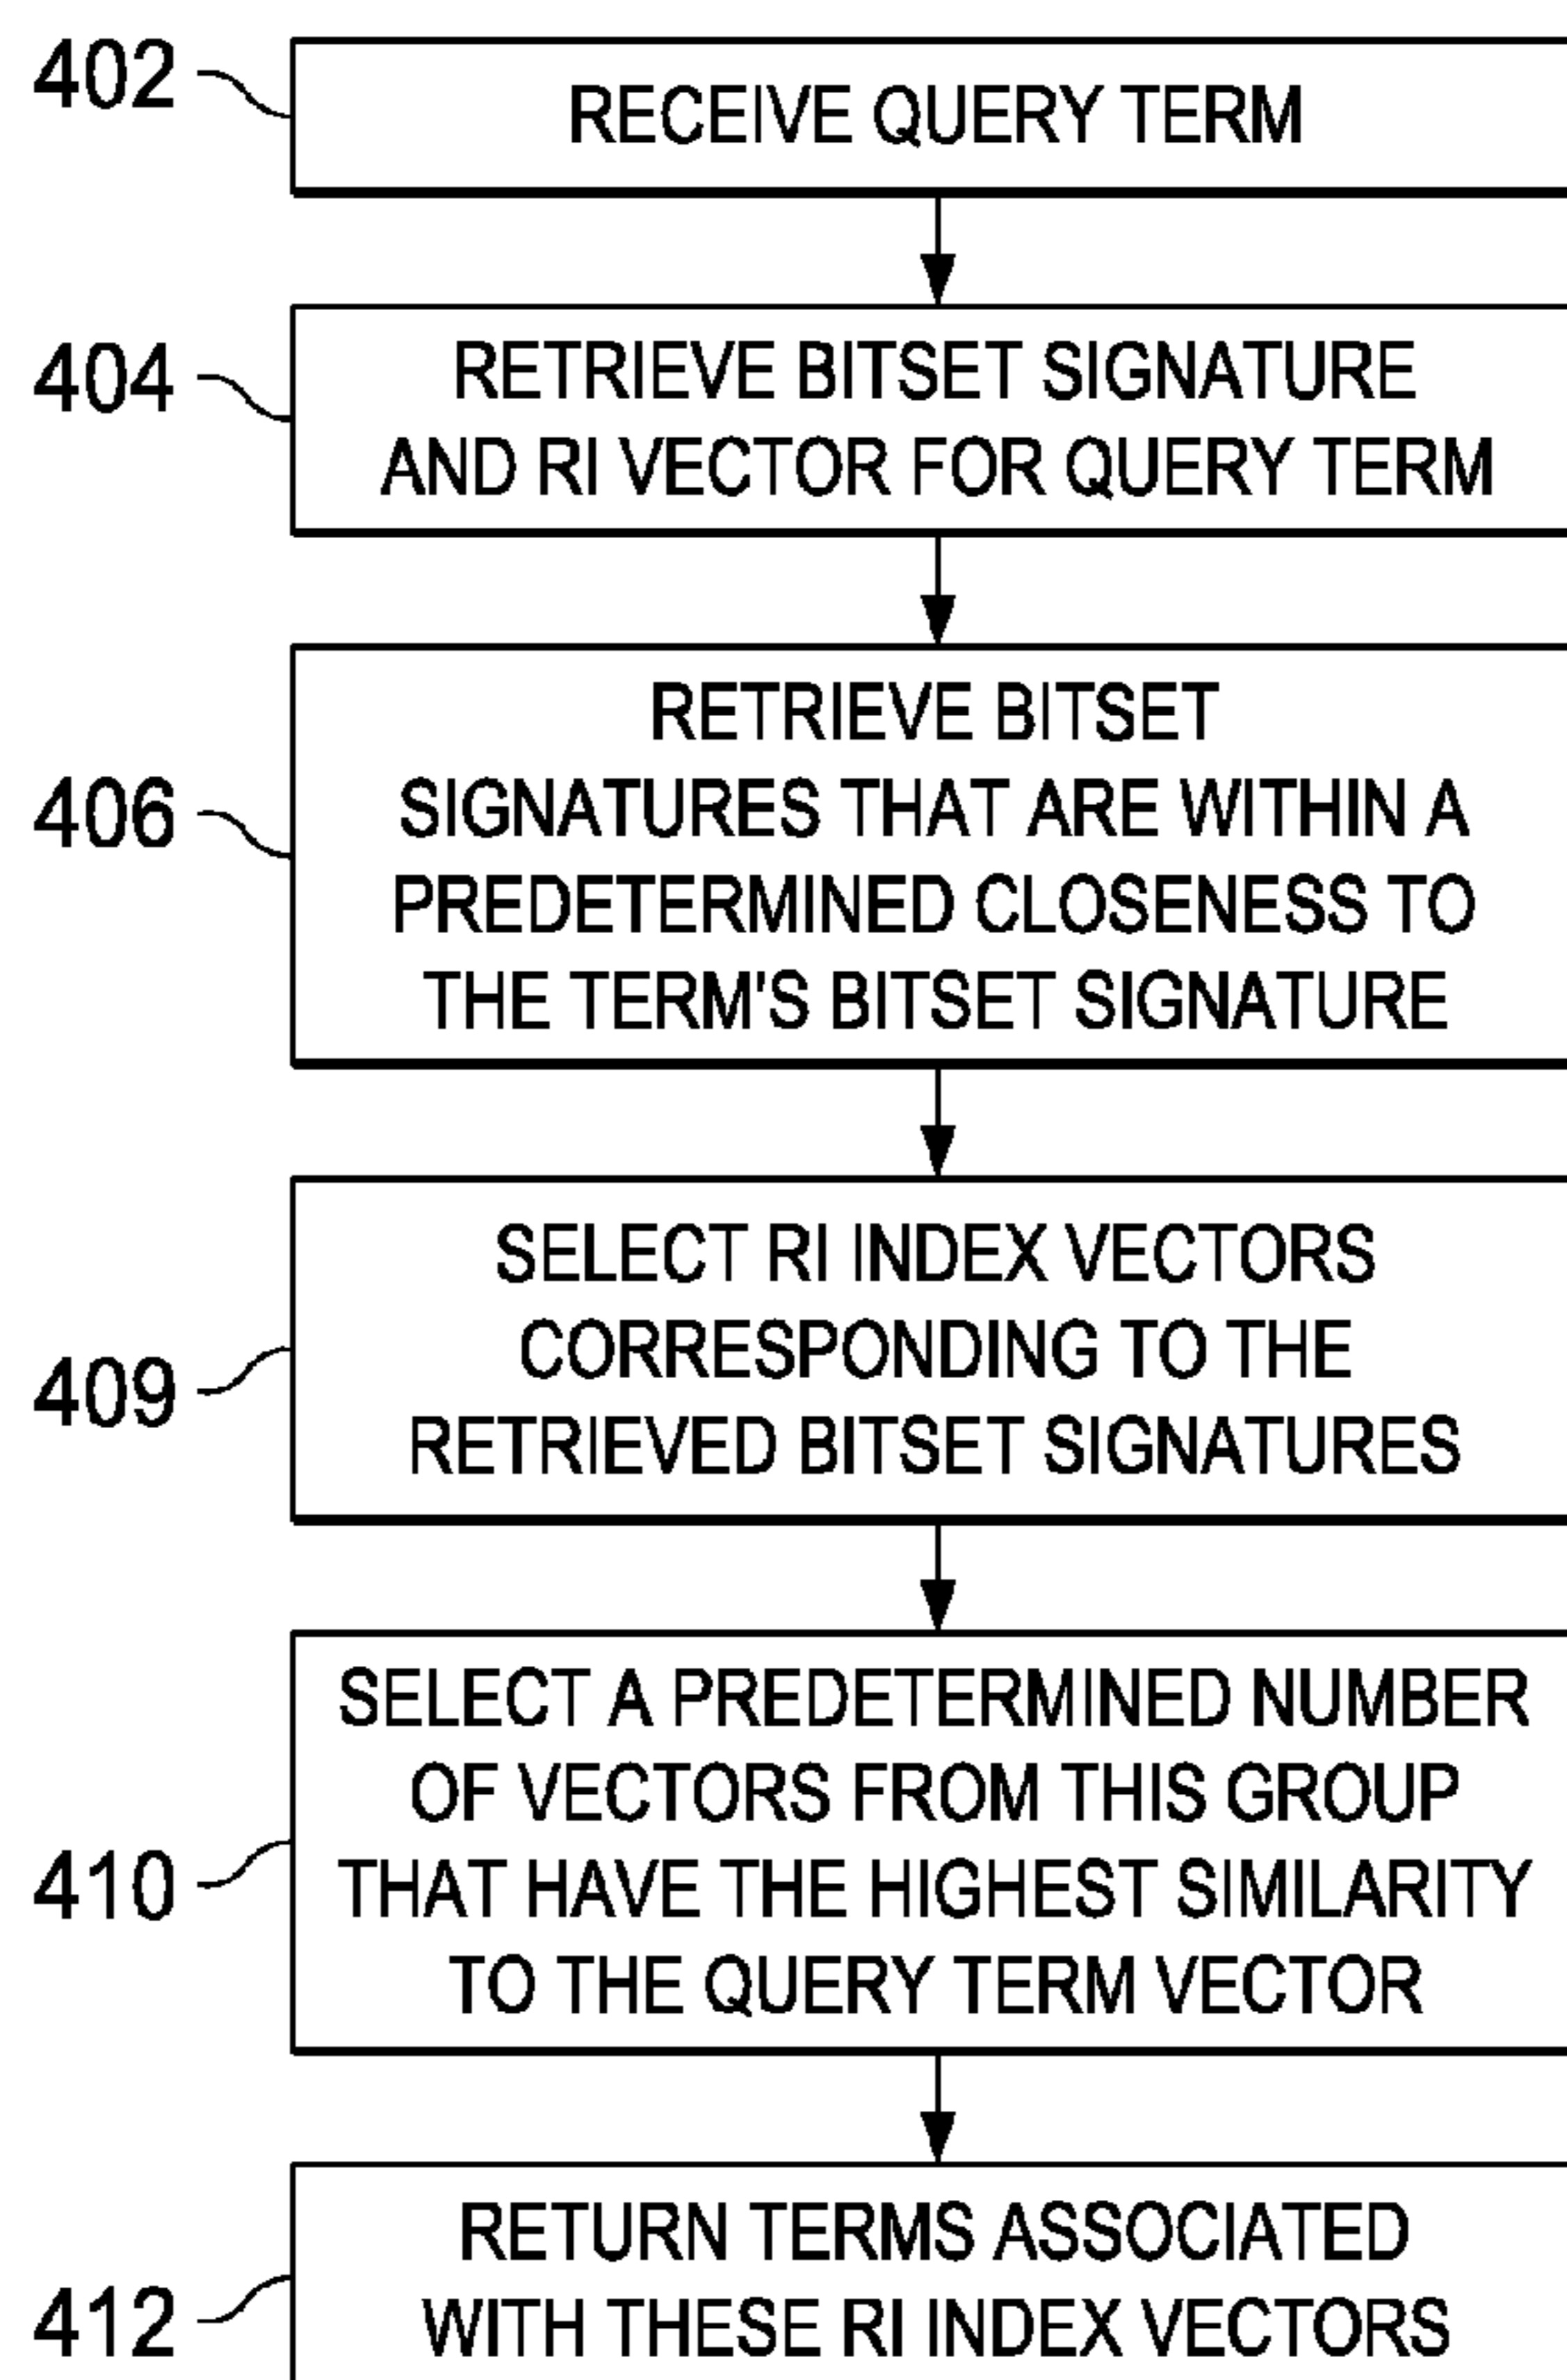 402
RECEIVE QUERY TERM
404
RETRIEVE BITSET SIGNATURE
AND RI VECTOR FOR QUERY TERM
406
RETRIEVE BITSET
SIGNATURES THAT ARE WITHIN A
PREDETERMINED CLOSENESS TO
THE TERM'S BITSET SIGNATURE
409
SELECT RI INDEX VECTORS
CORRESPONDING TO THE
RETRIEVED BITSET SIGNATURES
410
SELECT A PREDETERMINED NUMBER
OF VECTORS FROM THIS GROUP
THAT HAVE THE HIGHEST SIMILARITY
TO THE QUERY TERM VECTOR
412
RETURN TERMS ASSOCIATED
WITH THESE RI INDEX VECTORS